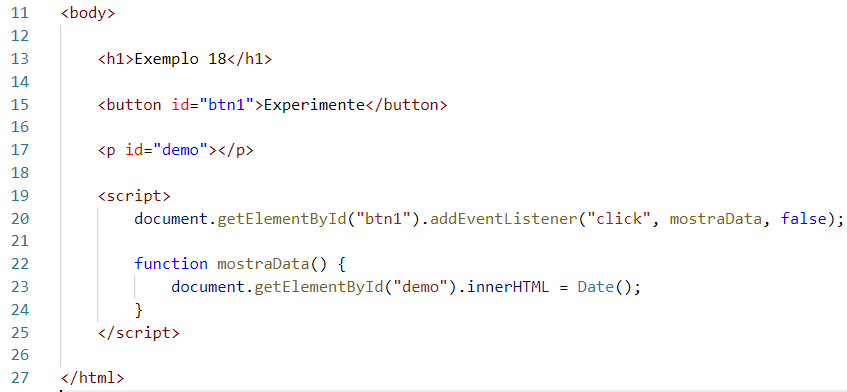 11 <body>
12
13 <h1>Exemplo 18</h1>
14
15 <button id="btn1">Experimente</button>
16
17 <p id="demo"></p>
18
19 <script>
20 document.getElementById("btn1").addEventListener("click", mostraData, false);
21
22 function mostraData() {
23 document.getElementById("demo").innerHTML = Date();
24 }
25 </script>
26
27 </html>